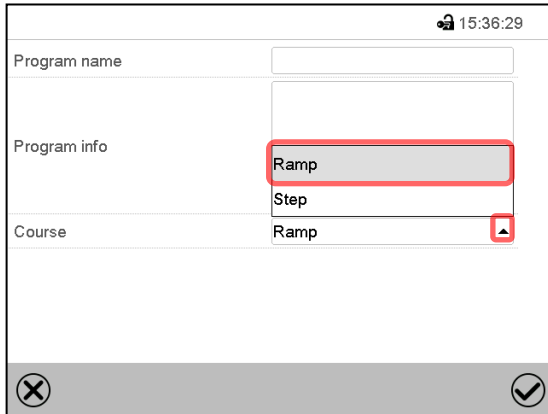 15:36:29
Program name
Program info
Ramp
Step
Course
Ramp